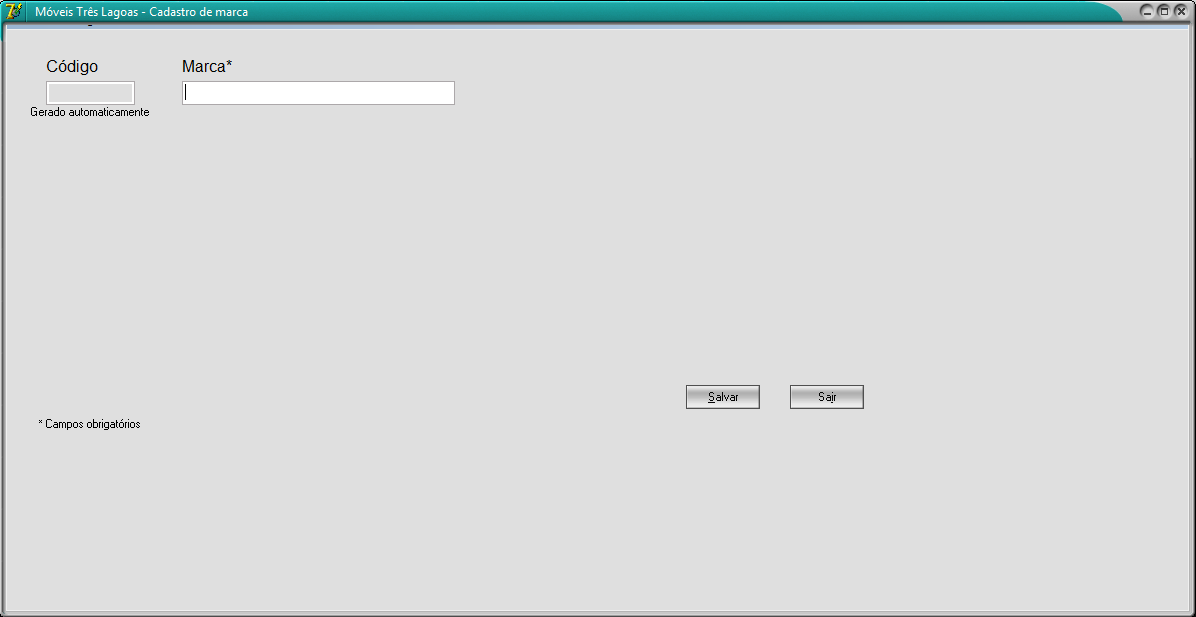 Móveis Três Lagoas - Cadastro de marca
Código Marca*
Gerado automaticamente
Salvar Sair
* Campos obrigatórios